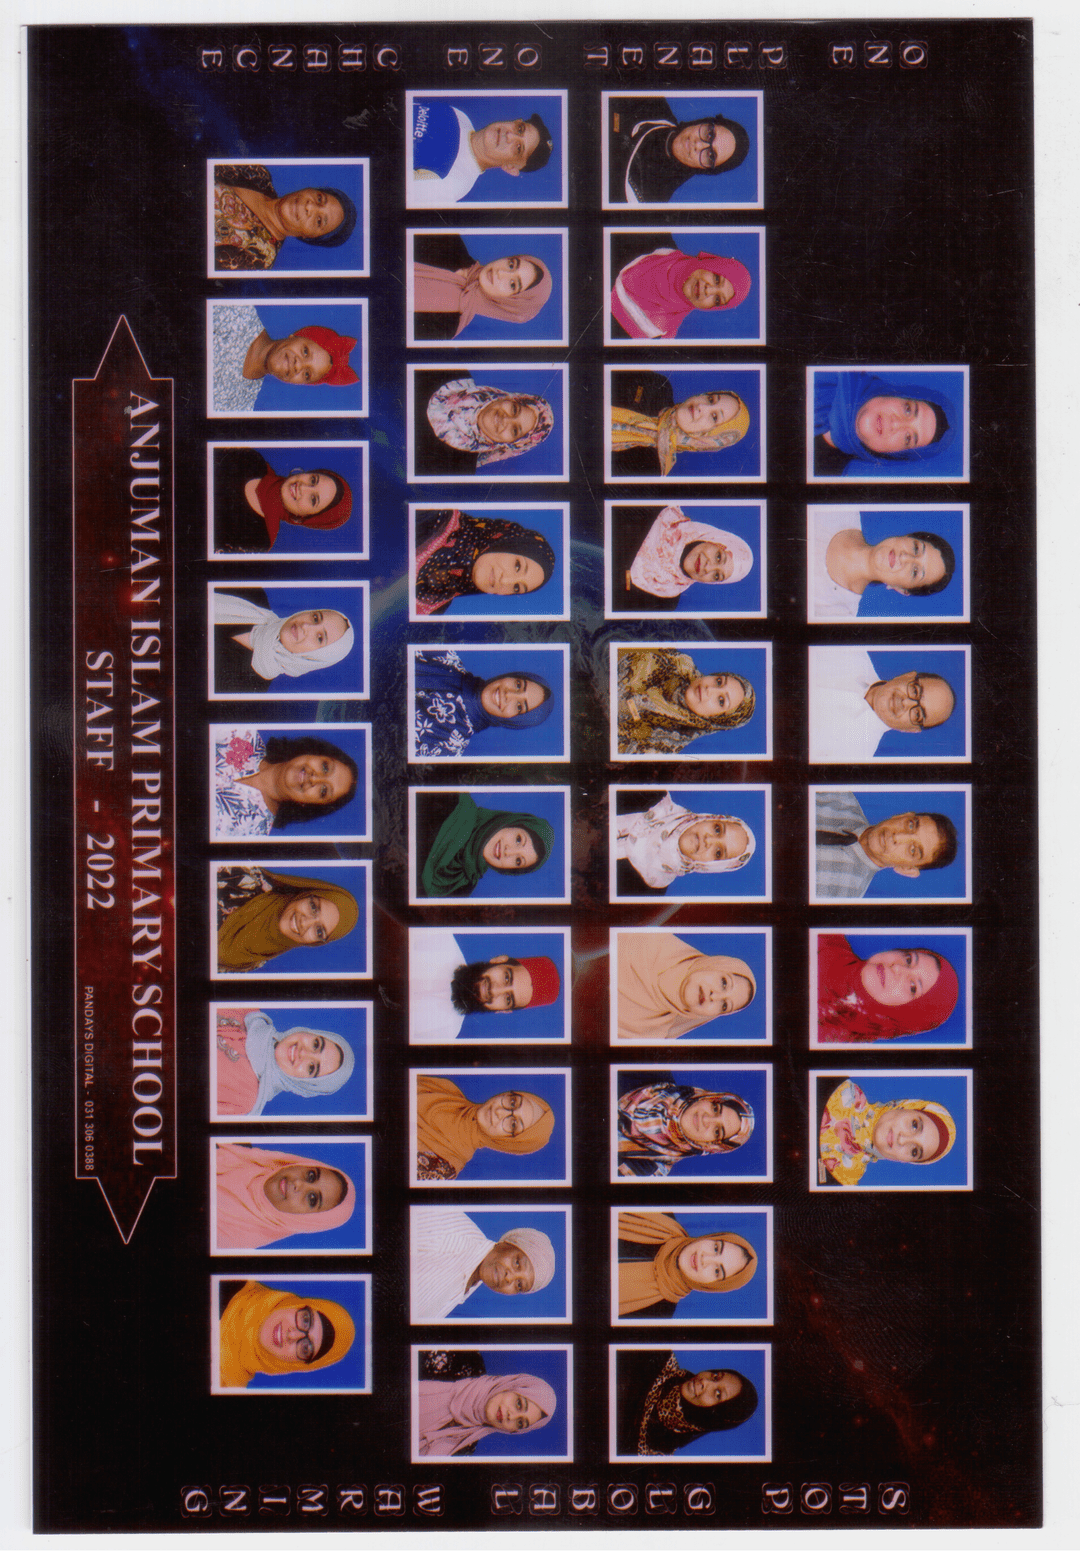 ONE PLANET ONE CHANCE
STOP GLOBAL WARMING
ANJUMAN ISLAM PRIMARY SCHOOL
STAFF - 2022
PANDAYS DIGITAL - 031 306 0388